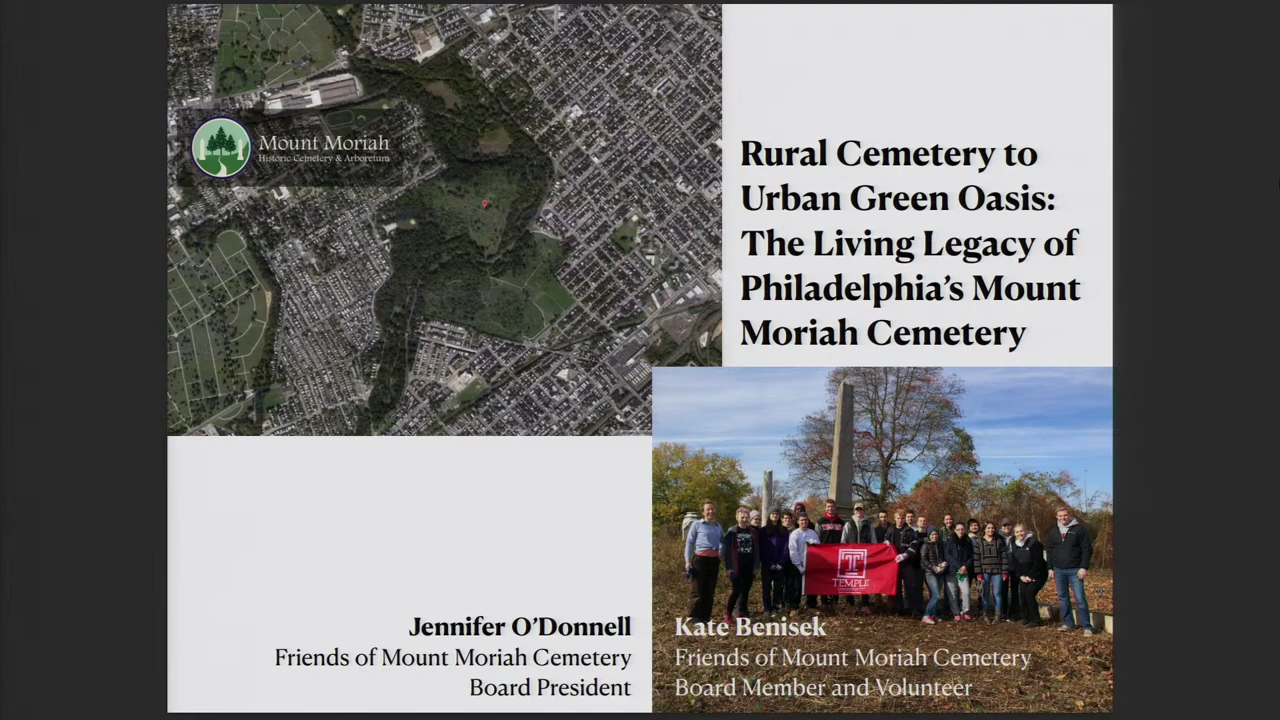 Mount Moriah
Historic Cemetery & Arboretum
Rural Cemetery to
Urban Green Oasis:
The Living Legacy of
Philadelphia’s Mount
Moriah Cemetery
TEMPLE
Jennifer O’Donnell
Friends of Mount Moriah Cemetery
Board President
Kate Benisek
Friends of Mount Moriah Cemetery
Board Member and Volunteer